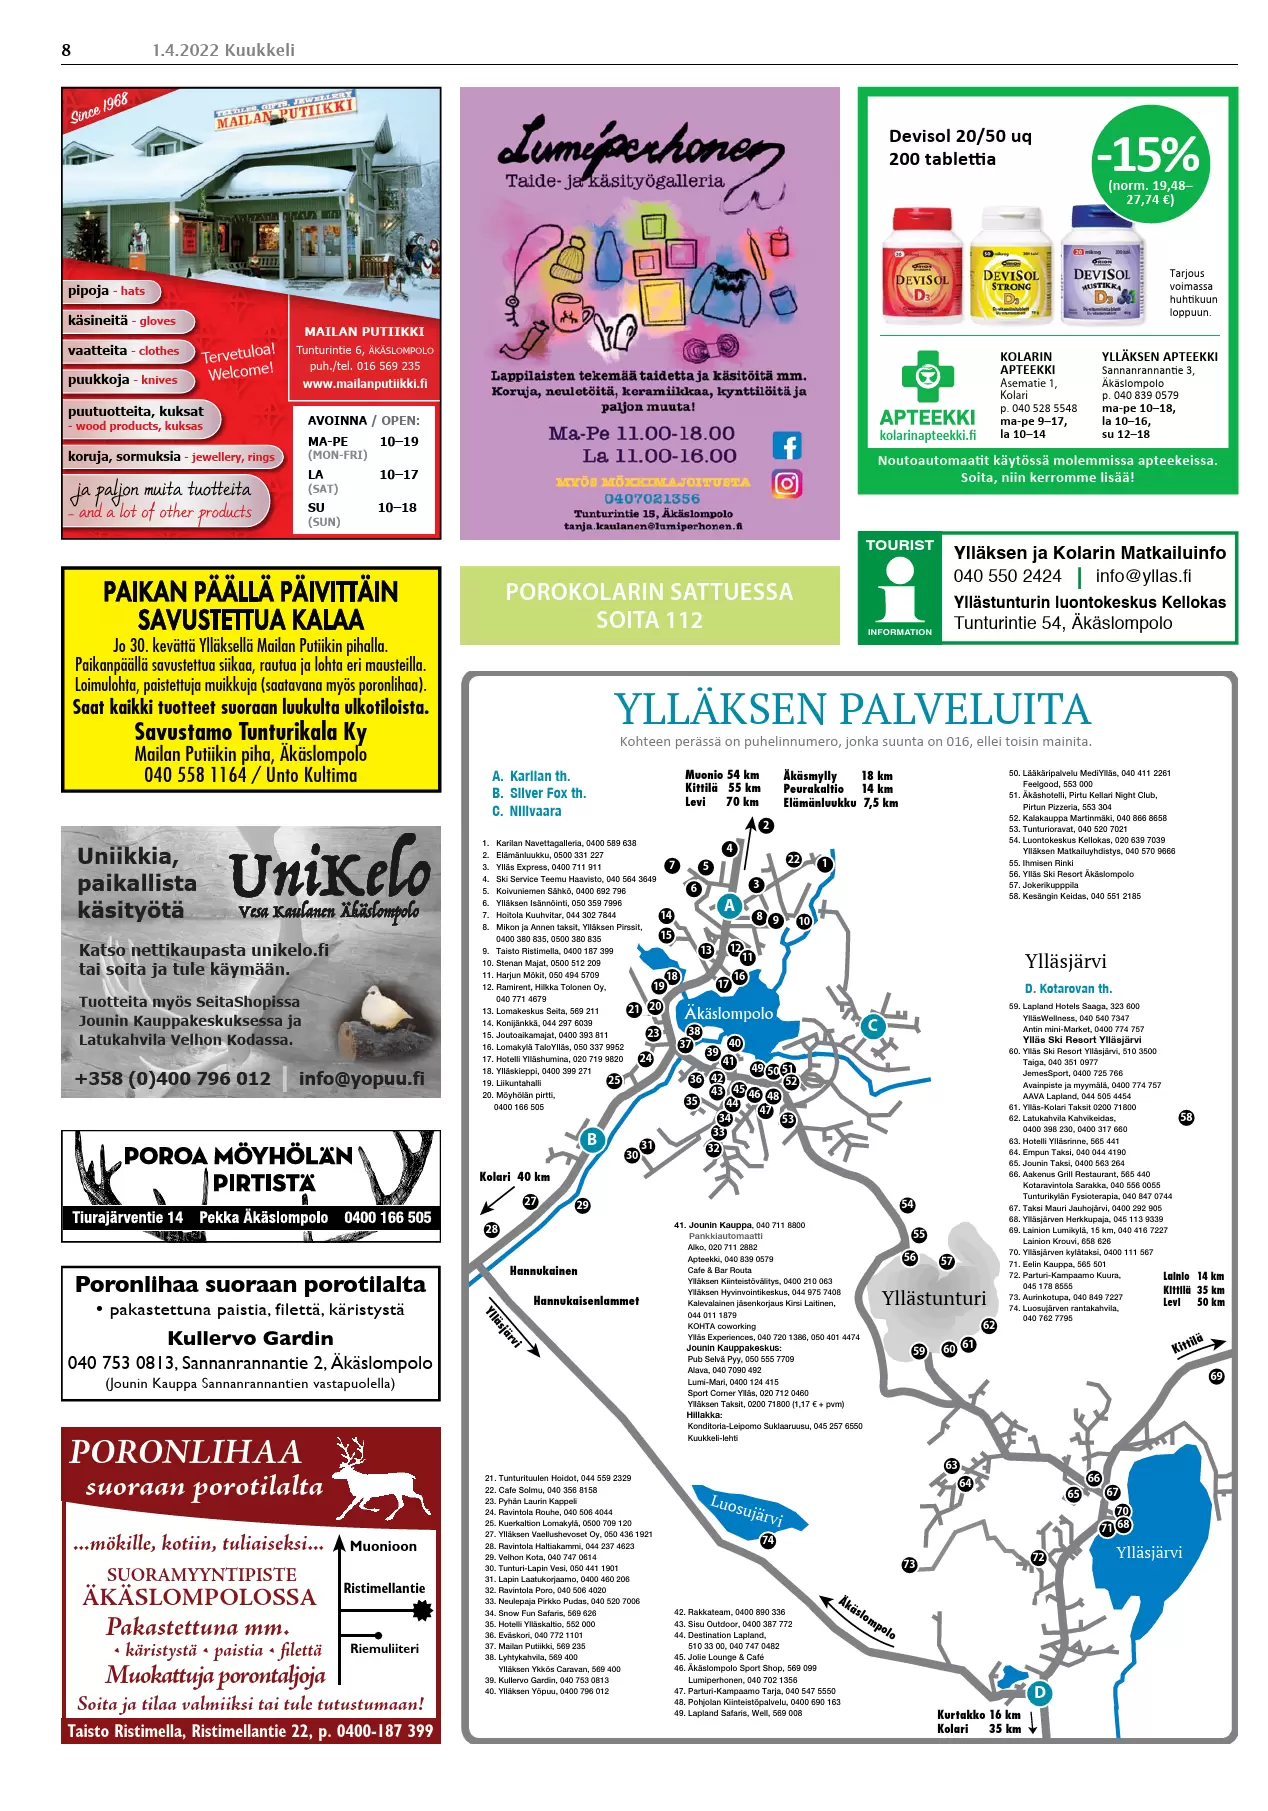 8
1.4.2022 Kuukkeli
Since 1968
TEXTILES, GIFTS, JEWELLERY
MAILAN PUTIIKKI
pipoja - hats
käsineitä - gloves
vaatteita - clothes
puukkoja - knives
puutuotteita, kuksat
- wood products, kuksas
koruja, sormuksia - jewellery, rings
ja paljon muita tuotteita
- and a lot of other products
Tervetuloa!
Welcome!
MAILAN PUTIIKKI
Tunturintie 6, ÄKÄSLOMPOLO
puh./tel. 016 569 235
www.mailanputiikki.fi
AVOINNA / OPEN:
MA-PE 10–19
(MON-FRI)
LA 10–17
(SAT)
SU 10–18
(SUN)
Lumiperhonen
Taide- ja käsityögalleria
Lappilaisten tekemää taidetta ja käsitöitä mm.
Koruja, neuletöitä, keramiikkaa, kynttilöitä ja
paljon muuta!
Ma-Pe 11.00-18.00
La 11.00-16.00
MYÖS MÖKKIMAJOITUSTA
0407021356
Tunturintie 15, Äkäslompolo
tanja.kaulanen@lumiperhonen.fi
Devisol 20/50 uq
200 tablettia
-15%
(norm. 19,48–
27,74 €)
DEVISOL
D3
DEVISOL
STRONG
D3
DEVISOL
MUSTIKKA
D3
Tarjous
voimassa
huhtikuun
loppuun.
APTEEKKI
kolarinapteekki.fi
KOLARIN
APTEEKKI
Asematie 1,
Kolari
p. 040 528 5548
ma-pe 9–17,
la 10–14
YLLÄKSEN APTEEKKI
Sannanrannantie 3,
Äkäslompolo
p. 040 839 0579
ma-pe 10–18,
la 10–16,
su 12–18
Noutoautomaatit käytössä molemmissa apteekeissa.
Soita, niin kerromme lisää!
PAIKAN PÄÄLLÄ PÄIVITTÄIN
SAVUSTETTUA KALAA
Jo 30. kevättä Ylläksellä Mailan Putiikin pihalla.
Paikanpäällä savustettua siikaa, rautua ja lohta eri mausteilla.
Loimulohta, paistettuja muikkuja (saatavana myös poronlihaa).
Saat kaikki tuotteet suoraan luukulta ulkotiloista.
Savustamo Tunturikala Ky
Mailan Putiikin piha, Äkäslompolo
040 558 1164 / Unto Kultima
POROKOLARIN SATTUESSA
SOITA 112
TOURIST
INFORMATION
Ylläksen ja Kolarin Matkailuinfo
040 550 2424 | info@yllas.fi
Yllästunturin luontokeskus Kellokas
Tunturintie 54, Äkäslompolo
Uniikkia,
paikallista
käsityötä
UniKelo
Vesa Kaulanen Äkäslompolo
Katso nettikaupasta unikelo.fi
tai soita ja tule käymään.
Tuotteita myös SeitaShopissa
Jounin Kauppakeskuksessa ja
Latukahvila Velhon Kodassa.
+358 (0)400 796 012 | info@yopuu.fi
POROA MÖYHÖLÄN
PIRTISTÄ
Tiurajärventie 14 Pekka Äkäslompolo 0400 166 505
Poronlihaa suoraan porotilalta
• pakastettuna paistia, filettä, käristystä
Kullervo Gardin
040 753 0813, Sannanrannantie 2, Äkäslompolo
(Jounin Kauppa Sannanrannantien vastapuolella)
PORONLIHAA
suoraan porotilalta
...mökille, kotiin, tuliaiseksi...
SUORAMYYNTIPISTE
ÄKÄSLOMPOLOSSA
Pakastettuna mm.
• käristystä • paistia • filettä
Muokattuja porontaljoja
Soita ja tilaa valmiiksi tai tule tutustumaan!
Muonioon
Ristimellantie
Riemuliiteri
Taisto Ristimella, Ristimellantie 22, p. 0400-187 399
YLLÄKSEN PALVELUITA
Kohteen perässä on puhelinnumero, jonka suunta on 016, ellei toisin mainita.
A. Karilan th.
B. Silver Fox th.
C. Niilivaara
Muonio 54 km
Kittilä 55 km
Levi 70 km
Äkäsmylly 18 km
Peurakaltio 14 km
Elämänluukku 7,5 km
1. Karilan Navettagalleria, 0400 589 638
2. Elämänluukku, 0500 331 227
3. Ylläs Express, 0400 711 911
4. Ski Service Teemu Haavisto, 040 564 3649
5. Koivuniemen Sähkö, 0400 692 796
6. Ylläksen Isännöinti, 050 359 7996
7. Hoitola Kuuhvitar, 044 302 7844
8. Mikon ja Annen taksit, Ylläksen Pirssit,
0400 380 835, 0500 380 835
9. Taisto Ristimella, 0400 187 399
10. Stenan Majat, 0500 512 209
11. Harjun Mökit, 050 494 5709
12. Ramirent, Hilkka Tolonen Oy,
040 771 4679
13. Lomakeskus Seita, 569 211
14. Konijänkkä, 044 297 6039
15. Joutoaikamajat, 0400 393 811
16. Lomakylä TaloYlläs, 050 337 9952
17. Hotelli Ylläshumina, 020 719 9820
18. Ylläskieppi, 0400 399 271
19. Liikuntahalli
20. Möyhölän pirtti,
0400 166 505
50. Lääkäripalvelu MediYlläs, 040 411 2261
Feelgood, 553 000
51. Äkäshotelli, Pirtu Kellari Night Club,
Pirtun Pizzeria, 553 304
52. Kalakauppa Martinmäki, 040 866 8658
53. Tunturioravat, 040 520 7021
54. Luontokeskus Kellokas, 020 639 7039
Ylläksen Matkailuyhdistys, 040 570 9666
55. Ihmisen Rinki
56. Ylläs Ski Resort Äkäslompolo
57. Jokerikupppila
58. Kesängin Keidas, 040 551 2185
Ylläsjärvi
D. Kotarovan th.
59. Lapland Hotels Saaga, 323 600
YlläsWellness, 040 540 7347
Antin mini-Market, 0400 774 757
Ylläs Ski Resort Ylläsjärvi
60. Ylläs Ski Resort Ylläsjärvi, 510 3500
Taiga, 040 351 0977
JemesSport, 0400 725 766
Avainpiste ja myymälä, 0400 774 757
AAVA Lapland, 044 505 4454
61. Ylläs-Kolari Taksit 0200 71800
62. Latukahvila Kahvikeidas,
0400 398 230, 0400 317 660
63. Hotelli Ylläsrinne, 565 441
64. Empun Taksi, 040 044 4190
65. Jounin Taksi, 0400 563 264
66. Aakenus Grill Restaurant, 565 440
Kotaravintola Sarakka, 040 556 0055
Tunturikylän Fysioterapia, 040 847 0744
67. Taksi Mauri Jauhojärvi, 0400 292 905
68. Ylläsjärven Herkkupaja, 045 113 9339
69. Lainion Lumikylä, 15 km, 040 416 7227
Lainion Krouvi, 658 626
70. Ylläsjärven kylätaksi, 0400 111 567
71. Eelin Kauppa, 565 501
72. Parturi-Kampaamo Kuura,
045 178 8555
73. Aurinkotupa, 040 849 7227
74. Luosujärven rantakahvila,
040 762 7795
Lainio 14 km
Kittilä 35 km
Levi 50 km
Kittilä
Äkäslompolo
Kolari 40 km
Hannukainen
Hannukaisenlammet
Ylläsjärvi
Yllästunturi
41. Jounin Kauppa, 040 711 8800
Pankkiautomaatti
Alko, 020 711 2882
Apteekki, 040 839 0579
Cafe & Bar Routa
Ylläksen Kiinteistövälitys, 0400 210 063
Ylläksen Hyvinvointikeskus, 044 975 7408
Kalevalainen jäsenkorjaus Kirsi Laitinen,
044 011 1879
KOHTA coworking
Ylläs Experiences, 040 720 1386, 050 401 4474
Jounin Kauppakeskus:
Pub Selvä Pyy, 050 555 7709
Alava, 040 7090 492
Lumi-Mari, 0400 124 415
Sport Corner Ylläs, 020 712 0460
Ylläksen Taksit, 0200 71800 (1,17 € + pvm)
Hillakka:
Konditoria-Leipomo Suklaaruusu, 045 257 6550
Kuukkeli-lehti
21. Tunturituulen Hoidot, 044 559 2329
22. Cafe Solmu, 040 356 8158
23. Pyhän Laurin Kappeli
24. Ravintola Rouhe, 040 506 4044
25. Kuerkaltion Lomakylä, 0500 709 120
27. Ylläksen Vaellushevoset Oy, 050 436 1921
28. Ravintola Haltiakammi, 044 237 4623
29. Velhon Kota, 040 747 0614
30. Tunturi-Lapin Vesi, 050 441 1901
31. Lapin Laatukorjaamo, 0400 460 206
32. Ravintola Poro, 040 506 4020
33. Neulepaja Pirkko Pudas, 040 520 7006
34. Snow Fun Safaris, 569 626
35. Hotelli Ylläskaltio, 552 000
36. Eväskori, 040 772 1101
37. Mailan Putiikki, 569 235
38. Lyhtykahvila, 569 400
Ylläksen Ykkös Caravan, 569 400
39. Kullervo Gardin, 040 753 0813
40. Ylläksen Yöpuu, 0400 796 012
42. Rakkateam, 0400 890 336
43. Sisu Outdoor, 0400 387 772
44. Destination Lapland,
510 33 00, 040 747 0482
45. Jolie Lounge & Café
46. Äkäslompolo Sport Shop, 569 099
Lumiperhonen, 040 702 1356
47. Parturi-Kampaamo Tarja, 040 547 5550
48. Pohjolan Kiinteistöpalvelu, 0400 690 163
49. Lapland Safaris, Well, 569 008
Luosujärvi
Ylläsjärvi
Äkäslompolo
Kurtakko 16 km
Kolari 35 km
A
B
C
D